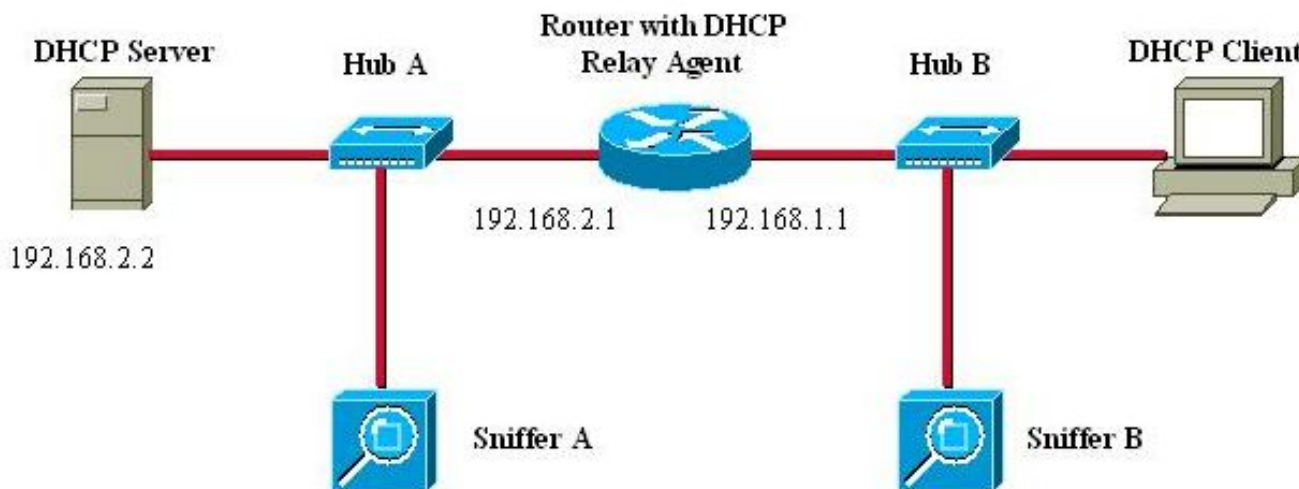 Router with DHCP
Relay Agent
DHCP Server
Hub A
Hub B
DHCP Client
192.168.2.1
192.168.1.1
192.168.2.2
Sniffer A
Sniffer B